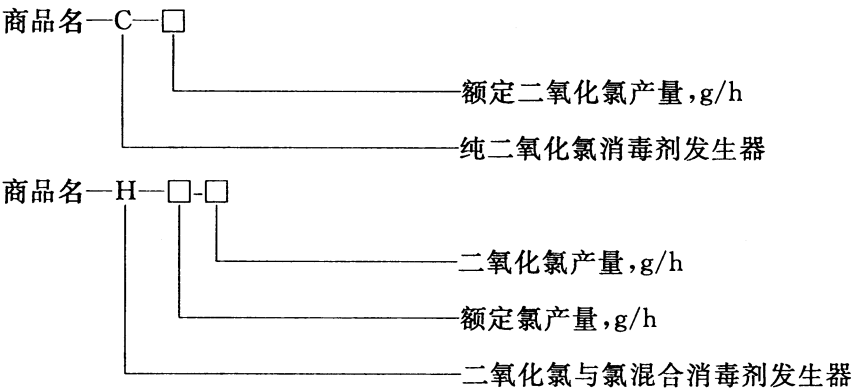 商品名—C—□
额定二氧化氯产量,g/h
纯二氧化氯消毒剂发生器
商品名—H—□-□
二氧化氯产量,g/h
额定氯产量,g/h
二氧化氯与氯混合消毒剂发生器